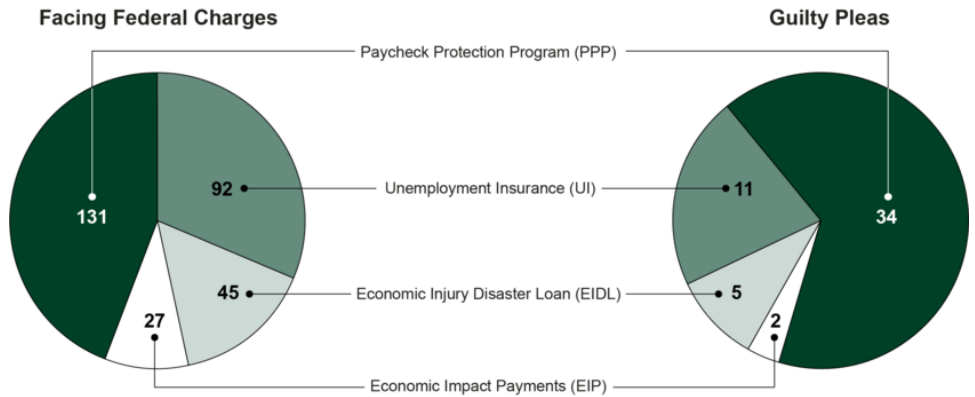 Facing Federal Charges
Guilty Pleas
Paycheck Protection Program (PPP)
92
Unemployment Insurance (UI)
11
131
34
45
Economic Injury Disaster Loan (EIDL)
5
27
2
Economic Impact Payments (EIP)